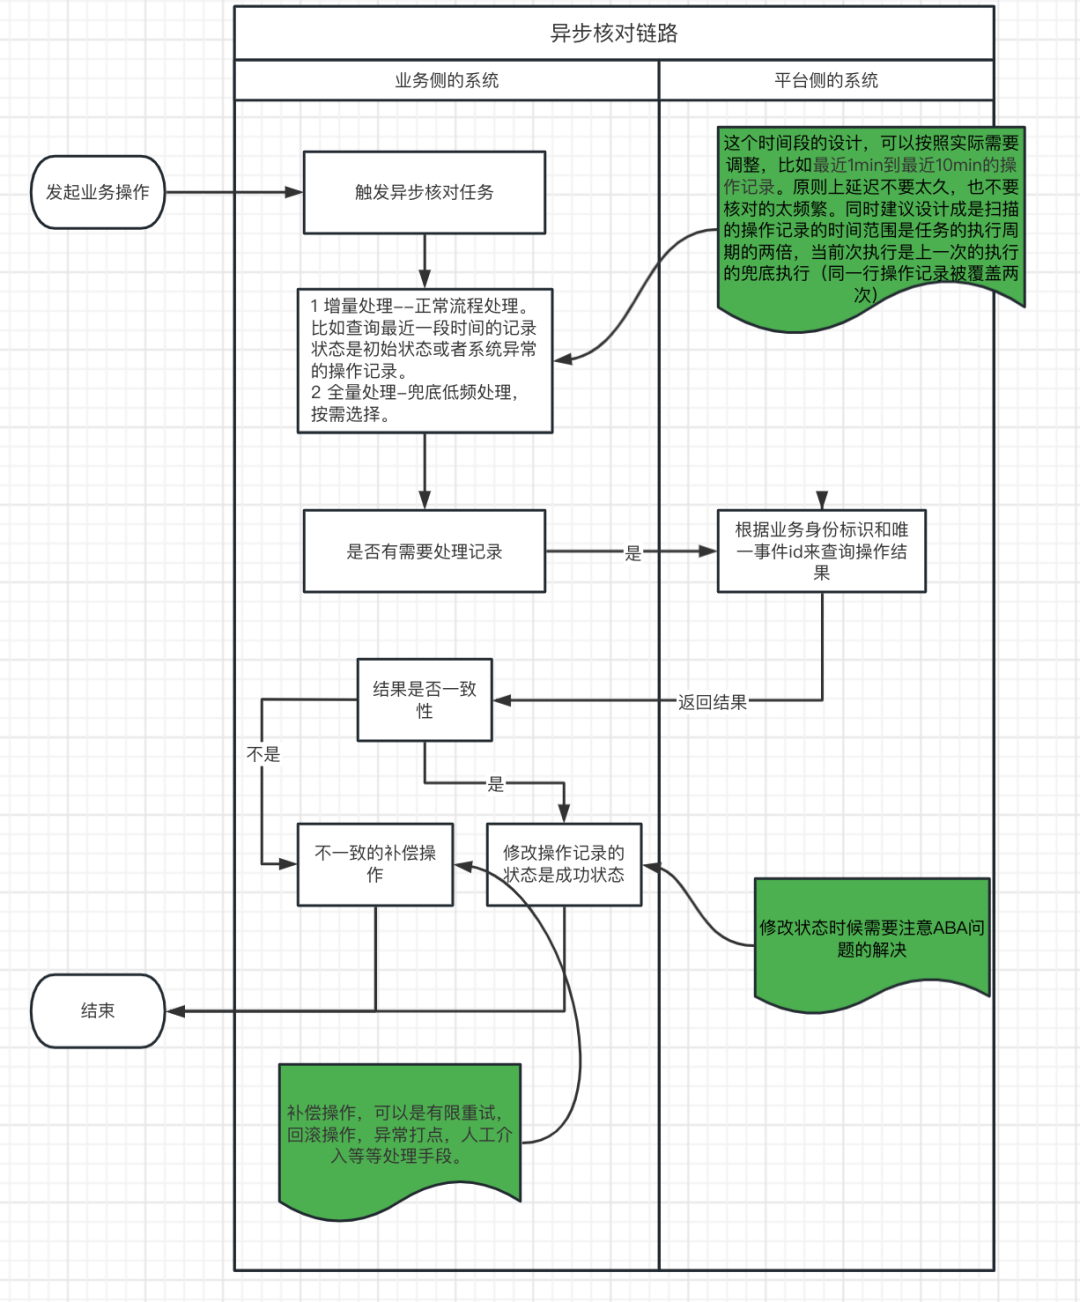 异步核对链路
业务侧的系统
平台侧的系统
发起业务操作
触发异步核对任务
这个时间段的设计，可以按照实际需要
调整，比如最近1min到最近10min的操
作记录。原则上延迟不要太久，也不要
核对的太频繁。同时建议设计成是扫描
的操作记录的时间范围是任务的执行周
期的两倍，当前次执行是上一次的执行
的兜底执行（同一行操作记录被覆盖两
次）
1 增量处理--正常流程处理。
比如查询最近一段时间的记录
状态是初始状态或者系统异常
的操作记录。
2 全量处理-兜底低频处理，
按需选择。
是否有需要处理记录
是
根据业务身份标识和唯
一事件id来查询操作结
果
结果是否一致
性
返回结果
不是
是
不一致的补偿操
作
修改操作记录的
状态是成功状态
修改状态时候需要注意ABA问
题的解决
结束
补偿操作，可以是有限重试，
回滚操作，异常打点，人工介
入等等处理手段。